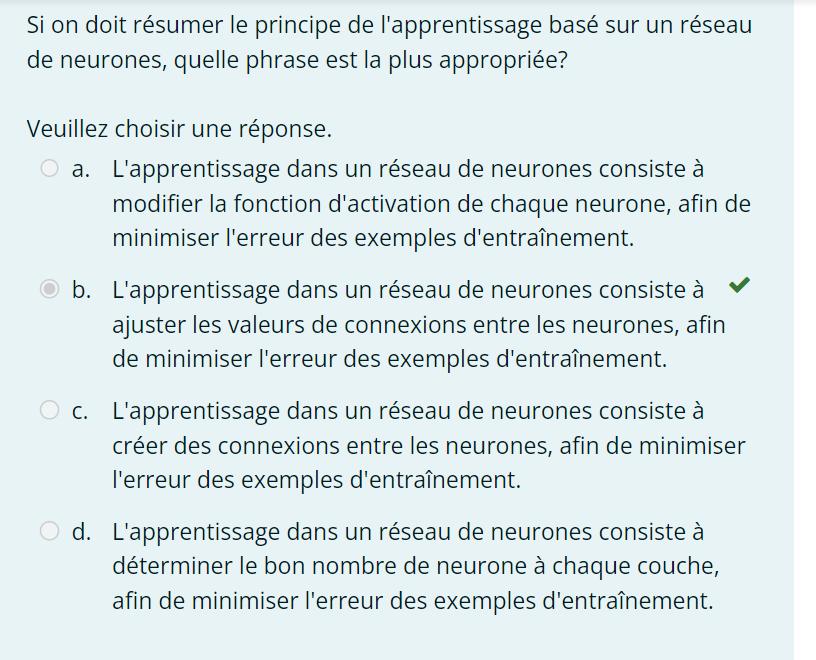 Si on doit résumer le principe de l'apprentissage basé sur un réseau
de neurones, quelle phrase est la plus appropriée?
Veuillez choisir une réponse.
a. L'apprentissage dans un réseau de neurones consiste à
modifier la fonction d'activation de chaque neurone, afin de
minimiser l'erreur des exemples d'entraînement.
b. L'apprentissage dans un réseau de neurones consiste à
ajuster les valeurs de connexions entre les neurones, afin
de minimiser l'erreur des exemples d'entraînement.
c. L'apprentissage dans un réseau de neurones consiste à
créer des connexions entre les neurones, afin de minimiser
l'erreur des exemples d'entraînement.
d. L'apprentissage dans un réseau de neurones consiste à
déterminer le bon nombre de neurone à chaque couche,
afin de minimiser l'erreur des exemples d'entraînement.